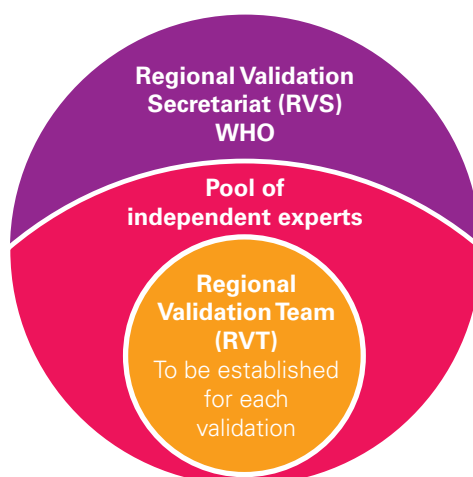 Regional Validation
Secretariat (RVS)
WHO
Pool of
independent experts
Regional
Validation Team
(RVT)
To be established
for each
validation